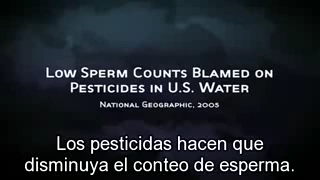 Low Sperm Counts Blamed on
Pesticides in U.S. Water
National Geographic, 2005
Los pesticidas hacen que
disminuya el conteo de esperma.